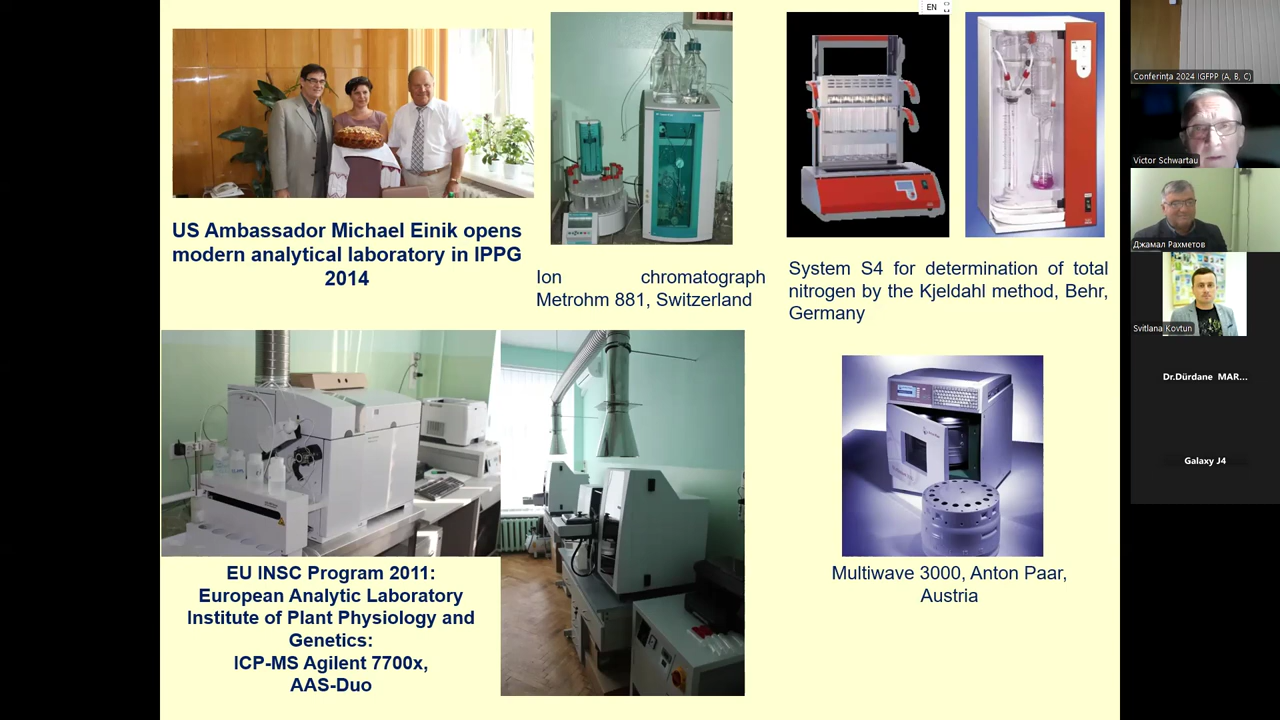 EN
US Ambassador Michael Einik opens
modern analytical laboratory in IPPG
2014
Ion chromatograph
Metrohm 881, Switzerland
System S4 for determination of total
nitrogen by the Kjeldahl method, Behr,
Germany
EU INSC Program 2011:
European Analytic Laboratory
Institute of Plant Physiology and
Genetics:
ICP-MS Agilent 7700x,
AAS-Duo
Multiwave 3000, Anton Paar,
Austria
Conferința 2024 IGFPP (A, B, C)
Victor Schwartau
Джамал Рахметов
Svitlana Kovtun
Dr.Dürdane MAR...
Galaxy J4